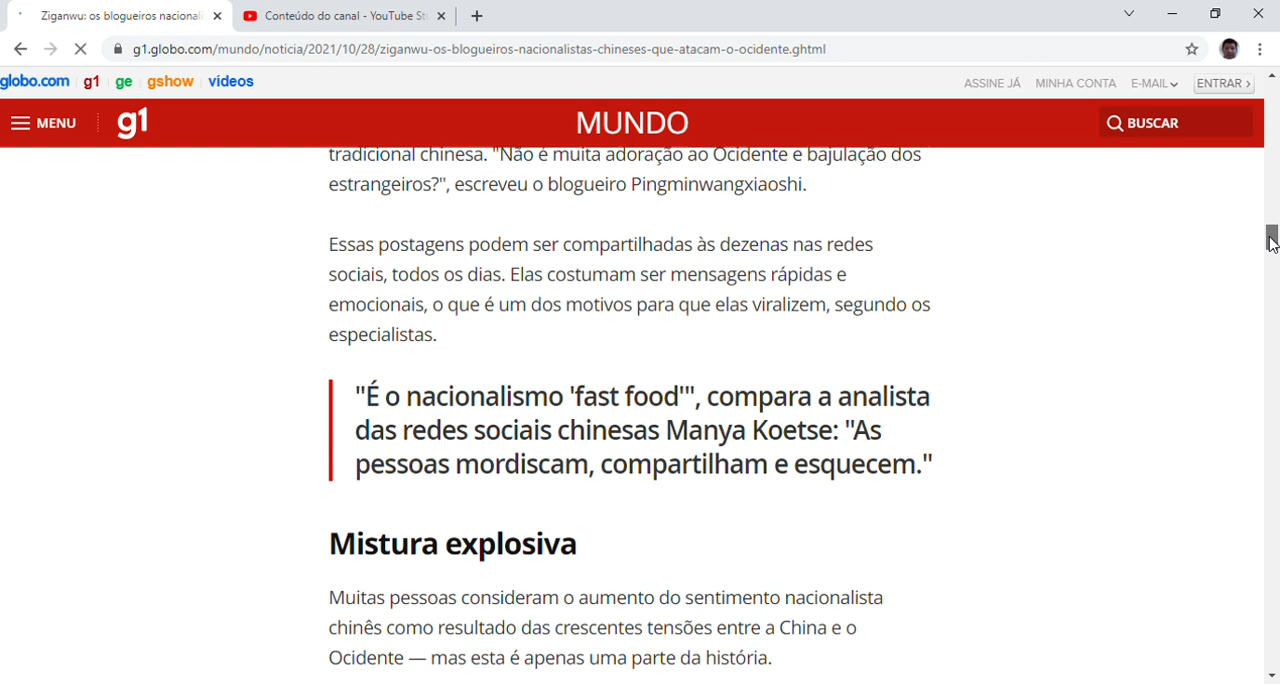 Ziganwu: os blogueiros nacionali
Conteúdo do canal - YouTube St
g1.globo.com/mundo/noticia/2021/10/28/ziganwu-os-blogueiros-nacionalistas-chineses-que-atacam-o-ocidente.ghtml
globo.com g1 ge gshow videos ASSINE JÁ MINHA CONTA E-MAIL ENTRAR ›
MENU g1 MUNDO BUSCAR
tradicional chinesa. "Não é muita adoração ao Ocidente e bajulação dos
estrangeiros?", escreveu o blogueiro Pingminwangxiaoshi.
Essas postagens podem ser compartilhadas às dezenas nas redes
sociais, todos os dias. Elas costumam ser mensagens rápidas e
emocionais, o que é um dos motivos para que elas viralizem, segundo os
especialistas.
"É o nacionalismo 'fast food'", compara a analista
das redes sociais chinesas Manya Koetse: "As
pessoas mordiscam, compartilham e esquecem."
Mistura explosiva
Muitas pessoas consideram o aumento do sentimento nacionalista
chinês como resultado das crescentes tensões entre a China e o
Ocidente — mas esta é apenas uma parte da história.